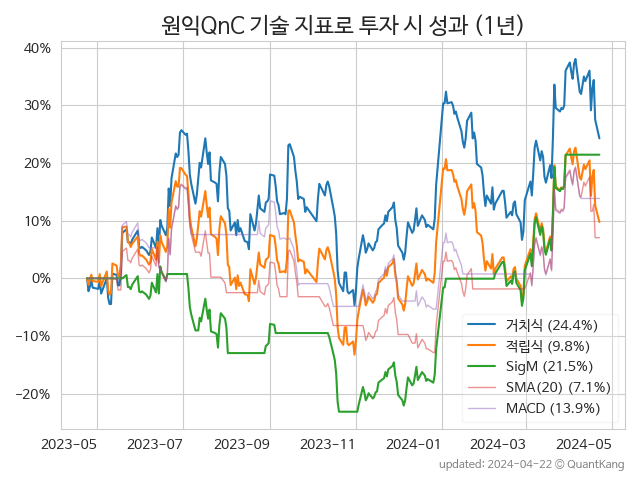 원익QnC 기술 지표로 투자 시 성과 (1년)
40%
30%
20%
10%
0%
−10%
−20%
거치식 (24.4%)
적립식 (9.8%)
SigM (21.5%)
SMA(20) (7.1%)
MACD (13.9%)
2023-05 2023-07 2023-09 2023-11 2024-01 2024-03 2024-05
updated: 2024-04-22 © QuantKang